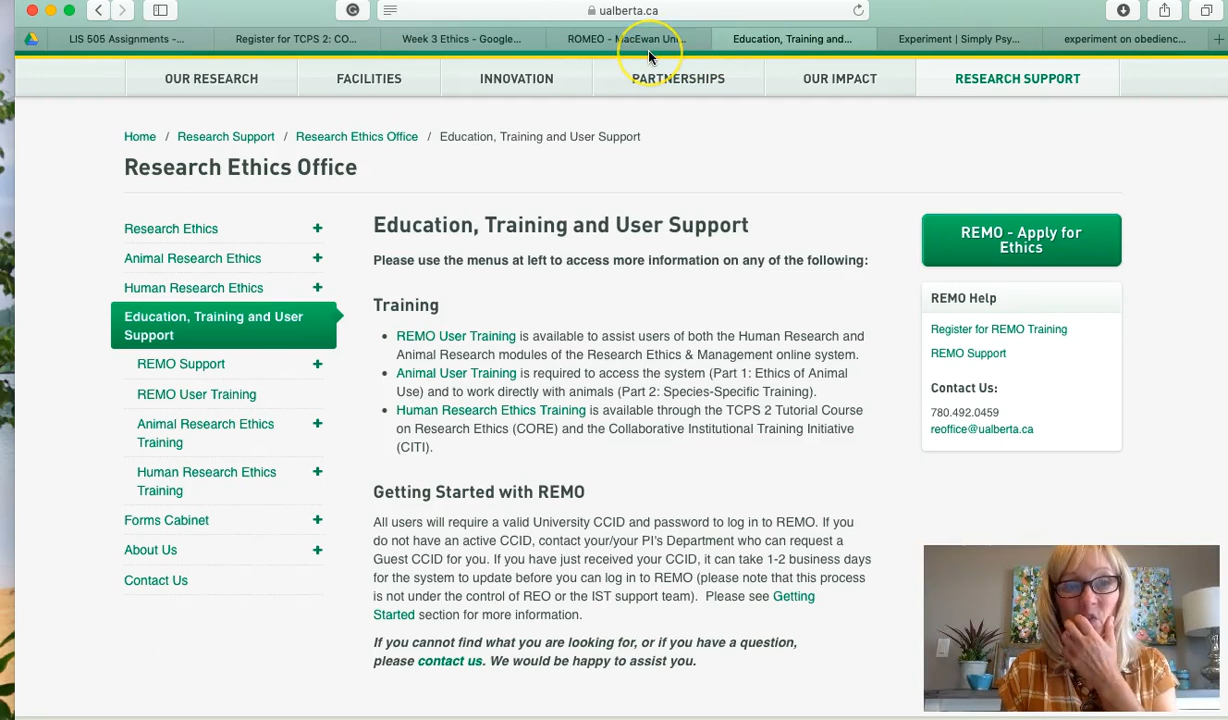 ualberta.ca
LIS 505 Assignments -...
Register for TCPS 2: CO...
Week 3 Ethics - Google...
ROMEO - MacEwan Uni...
Education, Training and...
Experiment | Simply Psy...
experiment on obedienc...
OUR RESEARCH
FACILITIES
INNOVATION
PARTNERSHIPS
OUR IMPACT
RESEARCH SUPPORT
Home / Research Support / Research Ethics Office / Education, Training and User Support
Research Ethics Office
Research Ethics +
Animal Research Ethics +
Human Research Ethics +
Education, Training and User
Support
REMO Support +
REMO User Training
Animal Research Ethics +
Training
Human Research Ethics +
Training
Forms Cabinet +
About Us +
Contact Us
Education, Training and User Support
Please use the menus at left to access more information on any of the following:
Training
• REMO User Training is available to assist users of both the Human Research and
Animal Research modules of the Research Ethics & Management online system.
• Animal User Training is required to access the system (Part 1: Ethics of Animal
Use) and to work directly with animals (Part 2: Species-Specific Training).
• Human Research Ethics Training is available through the TCPS 2 Tutorial Course
on Research Ethics (CORE) and the Collaborative Institutional Training Initiative
(CITI).
Getting Started with REMO
All users will require a valid University CCID and password to log in to REMO. If you
do not have an active CCID, contact your/your PI's Department who can request a
Guest CCID for you. If you have just received your CCID, it can take 1-2 business days
for the system to update before you can log in to REMO (please note that this process
is not under the control of REO or the IST support team). Please see Getting
Started section for more information.
If you cannot find what you are looking for, or if you have a question,
please contact us. We would be happy to assist you.
REMO - Apply for
Ethics
REMO Help
Register for REMO Training
REMO Support
Contact Us:
780.492.0459
reoffice@ualberta.ca